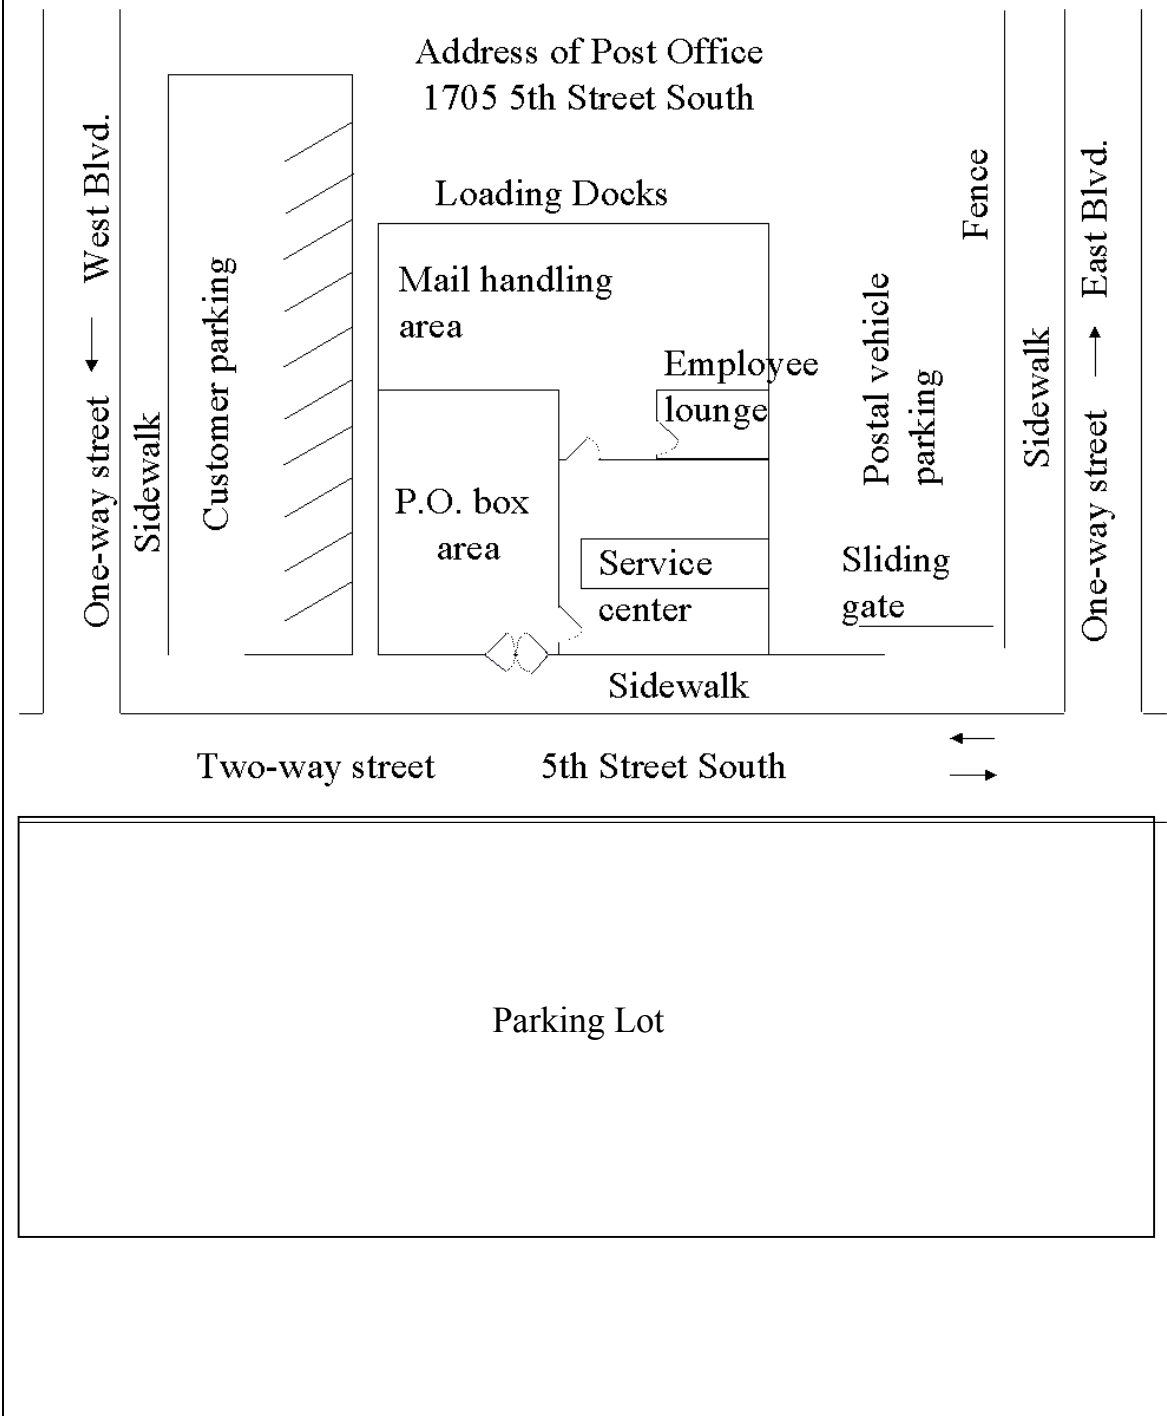 Address of Post Office
1705 5th Street South
Loading Docks
West Blvd.
One-way street
Sidewalk
Customer parking
Mail handling
area
Employee
lounge
P.O. box
area
Service
center
Postal vehicle
parking
Sliding
gate
Fence
Sidewalk
East Blvd.
One-way street
Sidewalk
Two-way street
5th Street South
Parking Lot